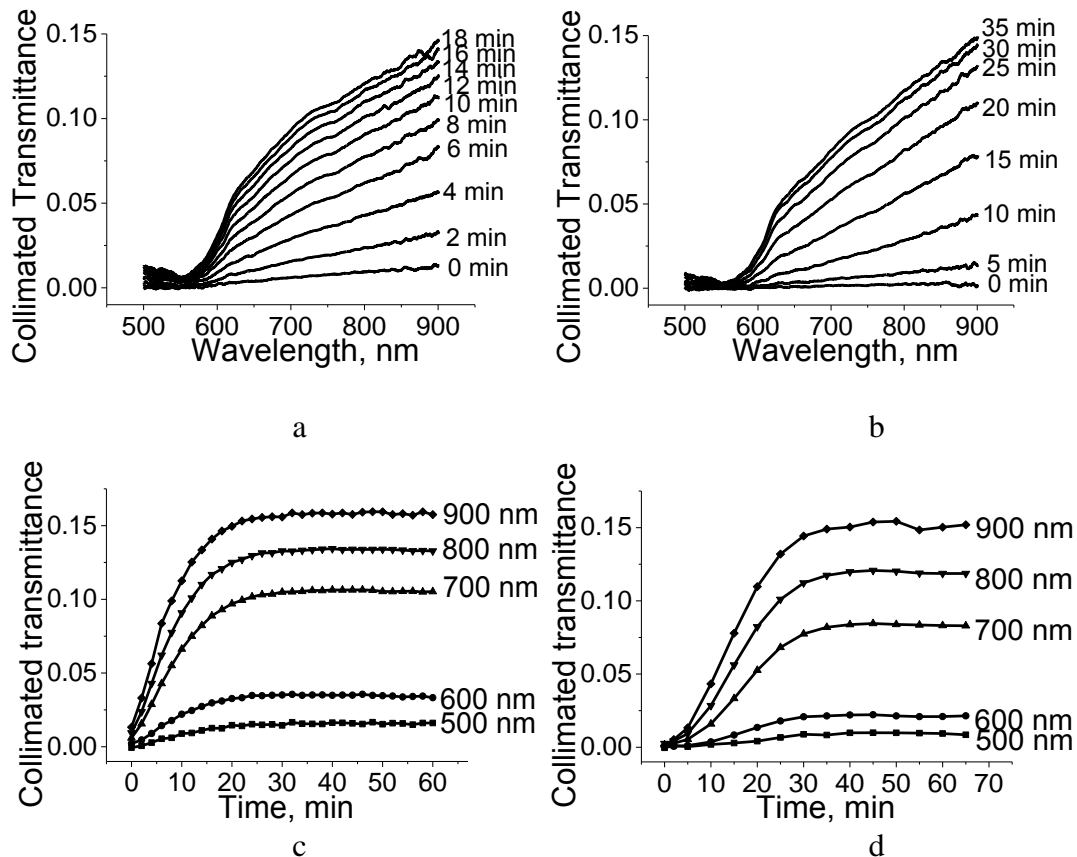 Collimated Transmittance
0.15
0.10
0.05
0.00
18 min
16 min
14 min
12 min
10 min
8 min
6 min
4 min
2 min
0 min
500 600 700 800 900
Wavelength, nm
a
Collimated Transmittance
0.15
0.10
0.05
0.00
35 min
30 min
25 min
20 min
15 min
10 min
5 min
0 min
500 600 700 800 900
Wavelength, nm
b
Collimated transmittance
0.15
0.10
0.05
0.00
900 nm
800 nm
700 nm
600 nm
500 nm
0 10 20 30 40 50 60
Time, min
c
Collimated transmittance
0.15
0.10
0.05
0.00
900 nm
800 nm
700 nm
600 nm
500 nm
0 10 20 30 40 50 60 70
Time, min
d